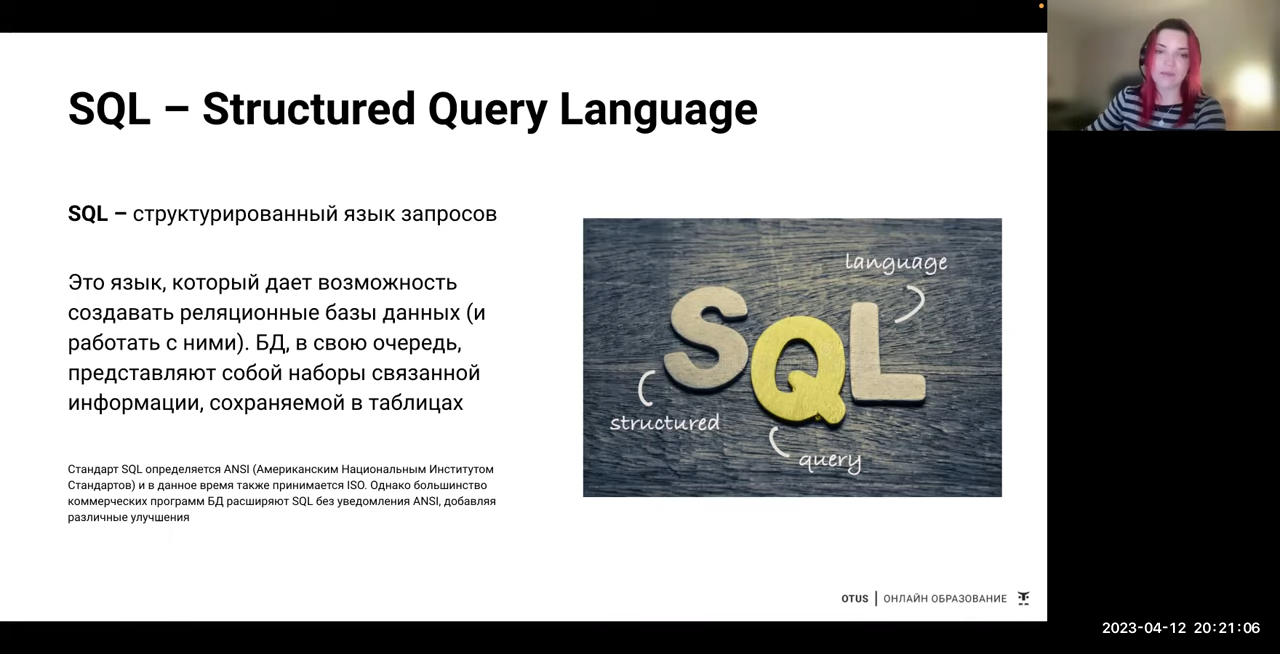 SQL – Structured Query Language
SQL – структурированный язык запросов
Это язык, который дает возможность
создавать реляционные базы данных (и
работать с ними). БД, в свою очередь,
представляют собой наборы связанной
информации, сохраняемой в таблицах
Стандарт SQL определяется ANSI (Американским Национальным Институтом
Стандартов) и в данное время также принимается ISO. Однако большинство
коммерческих программ БД расширяют SQL без уведомления ANSI, добавляя
различные улучшения
language
SQL
structured
query
OTUS | ОНЛАЙН ОБРАЗОВАНИЕ
2023-04-12 20:21:06